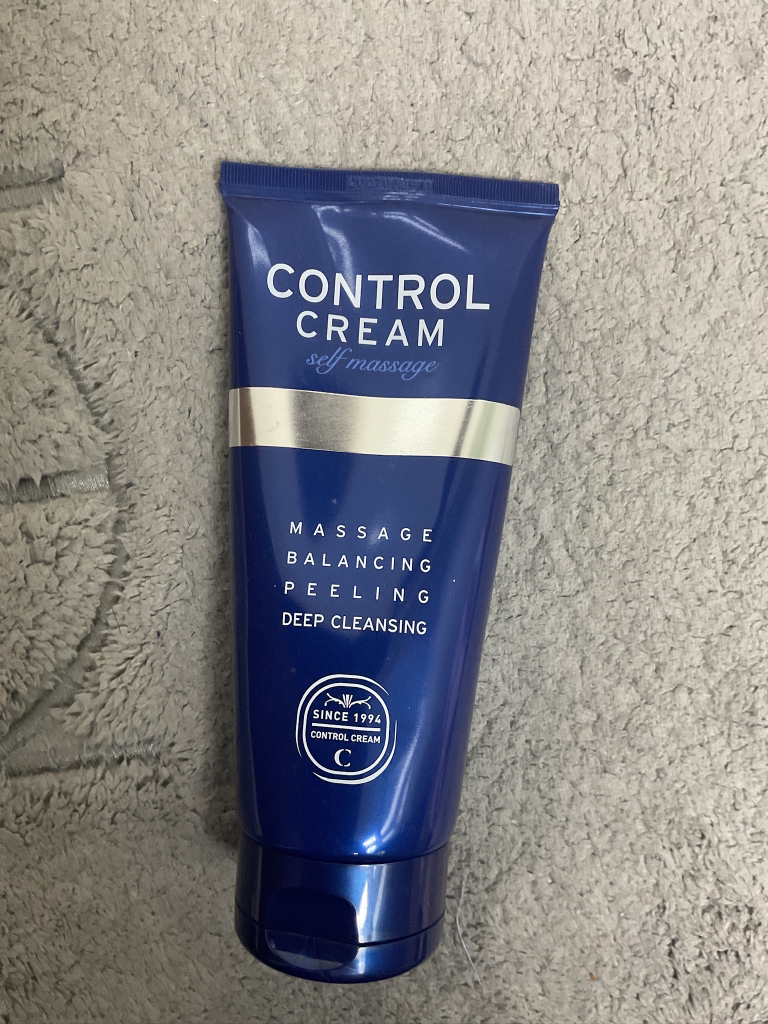 CONTROL
CREAM
self massage
MASSAGE
BALANCING
PEELING
DEEP CLEANSING
SINCE 1994
CONTROL CREAM
C